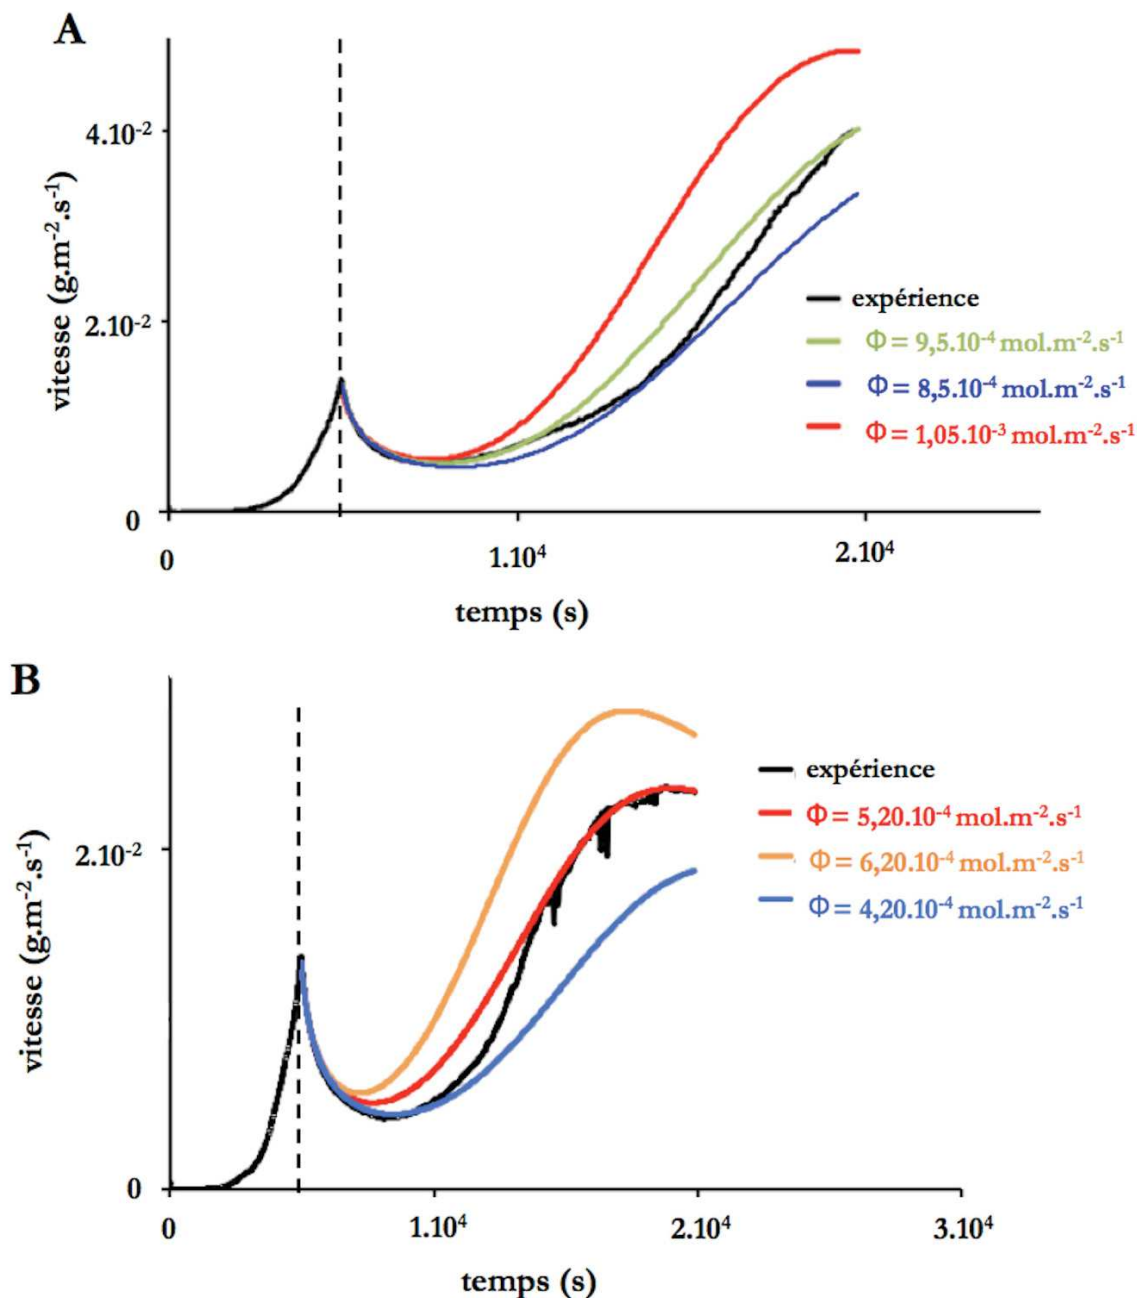 A
vitesse (g.m⁻².s⁻¹)
4.10⁻²
2.10⁻²
0
0
1.10⁴
2.10⁴
temps (s)
expérience
Φ = 9,5.10⁻⁴ mol.m⁻².s⁻¹
Φ = 8,5.10⁻⁴ mol.m⁻².s⁻¹
Φ = 1,05.10⁻³ mol.m⁻².s⁻¹
B
vitesse (g.m⁻².s⁻¹)
2.10⁻²
0
0
1.10⁴
2.10⁴
3.10⁴
temps (s)
expérience
Φ = 5,20.10⁻⁴ mol.m⁻².s⁻¹
Φ = 6,20.10⁻⁴ mol.m⁻².s⁻¹
Φ = 4,20.10⁻⁴ mol.m⁻².s⁻¹